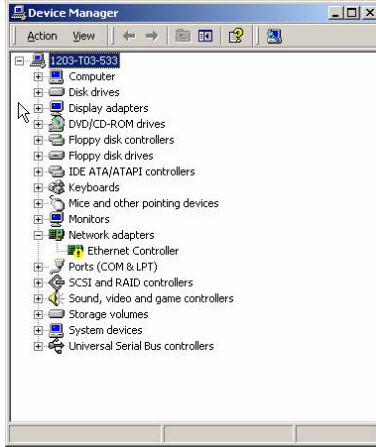 Device Manager
Action View
1203-T03-533
Computer
Disk drives
Display adapters
DVD/CD-ROM drives
Floppy disk controllers
Floppy disk drives
IDE ATA/ATAPI controllers
Keyboards
Mice and other pointing devices
Monitors
Network adapters
Ethernet Controller
Ports (COM & LPT)
SCSI and RAID controllers
Sound, video and game controllers
Storage volumes
System devices
Universal Serial Bus controllers